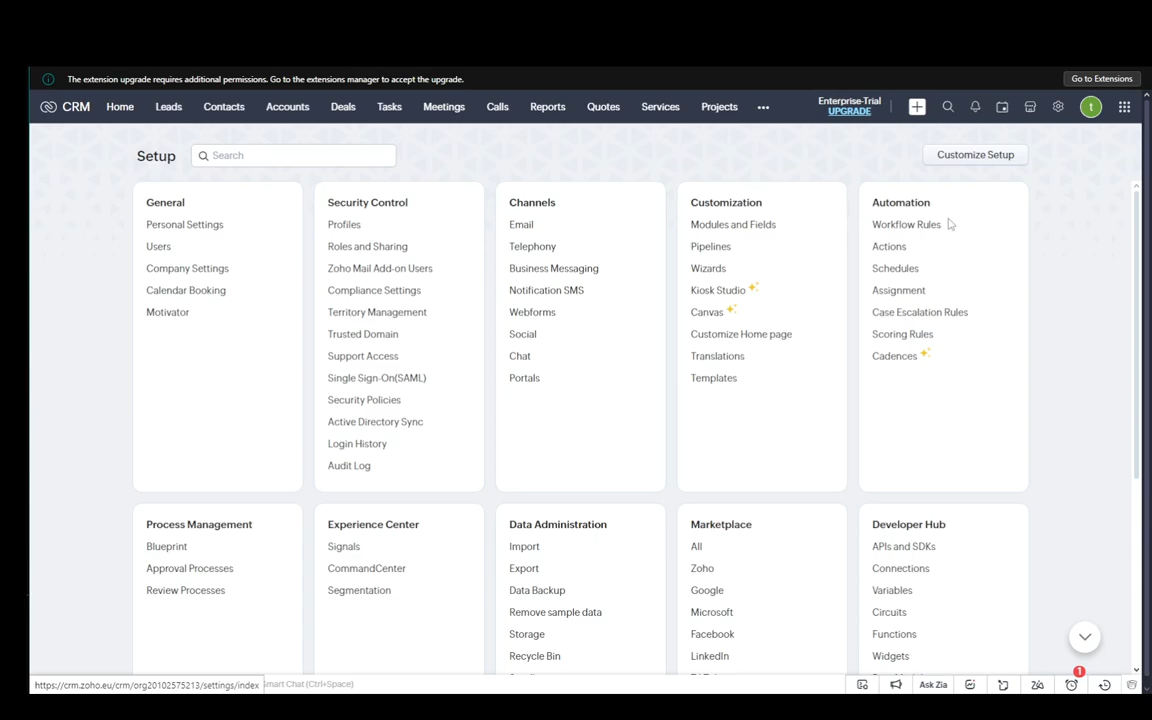 The extension upgrade requires additional permissions. Go to the extensions manager to accept the upgrade.
Go to Extensions
CRM Home Leads Contacts Accounts Deals Tasks Meetings Calls Reports Quotes Services Projects ••• Enterprise-Trial
UPGRADE
t
Setup
Search
Customize Setup
General
Personal Settings
Users
Company Settings
Calendar Booking
Motivator
Security Control
Profiles
Roles and Sharing
Zoho Mail Add-on Users
Compliance Settings
Territory Management
Trusted Domain
Support Access
Single Sign-On(SAML)
Security Policies
Active Directory Sync
Login History
Audit Log
Channels
Email
Telephony
Business Messaging
Notification SMS
Webforms
Social
Chat
Portals
Customization
Modules and Fields
Pipelines
Wizards
Kiosk Studio
Canvas
Customize Home page
Translations
Templates
Automation
Workflow Rules
Actions
Schedules
Assignment
Case Escalation Rules
Scoring Rules
Cadences
Process Management
Blueprint
Approval Processes
Review Processes
Experience Center
Signals
CommandCenter
Segmentation
Data Administration
Import
Export
Data Backup
Remove sample data
Storage
Recycle Bin
Marketplace
All
Zoho
Google
Microsoft
Facebook
LinkedIn
Developer Hub
APIs and SDKs
Connections
Variables
Circuits
Functions
Widgets
https://crm.zoho.eu/crm/org20102575213/settings/index
Smart Chat (Ctrl+Space)
Ask Zia
1